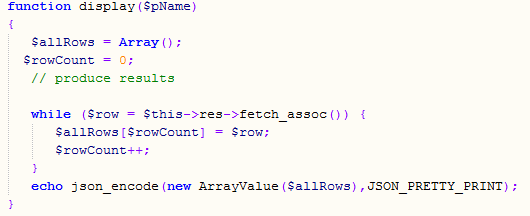 function display($pName)
{
$allRows = Array();
$rowCount = 0;
// produce results
while ($row = $this->res->fetch_assoc()) {
$allRows[$rowCount] = $row;
$rowCount++;
}
echo json_encode(new ArrayValue($allRows),JSON_PRETTY_PRINT);
}